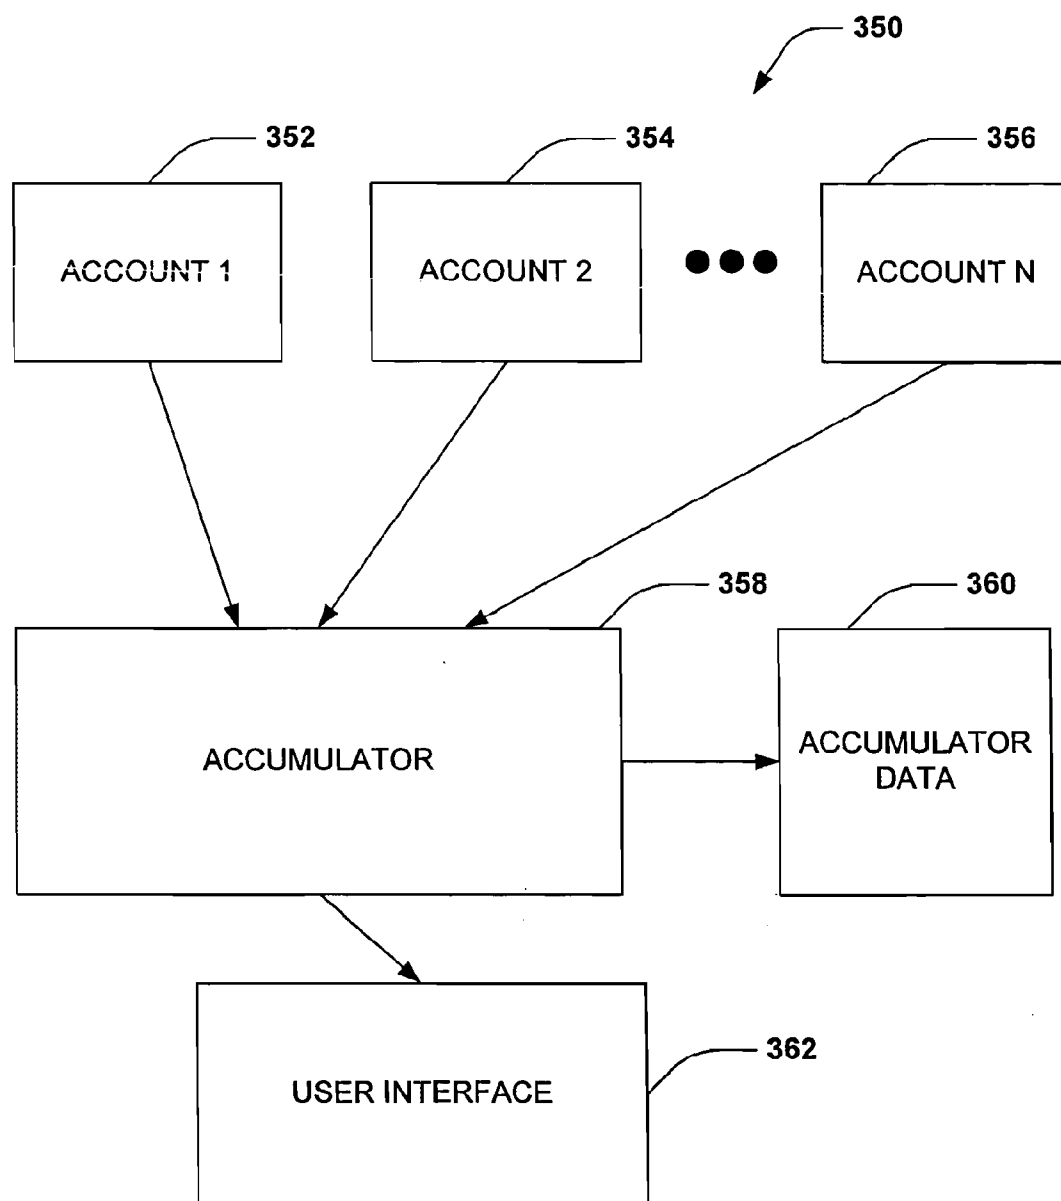 350
352
354
356
ACCOUNT 1
ACCOUNT 2
ACCOUNT N
358
360
ACCUMULATOR
ACCUMULATOR
DATA
362
USER INTERFACE